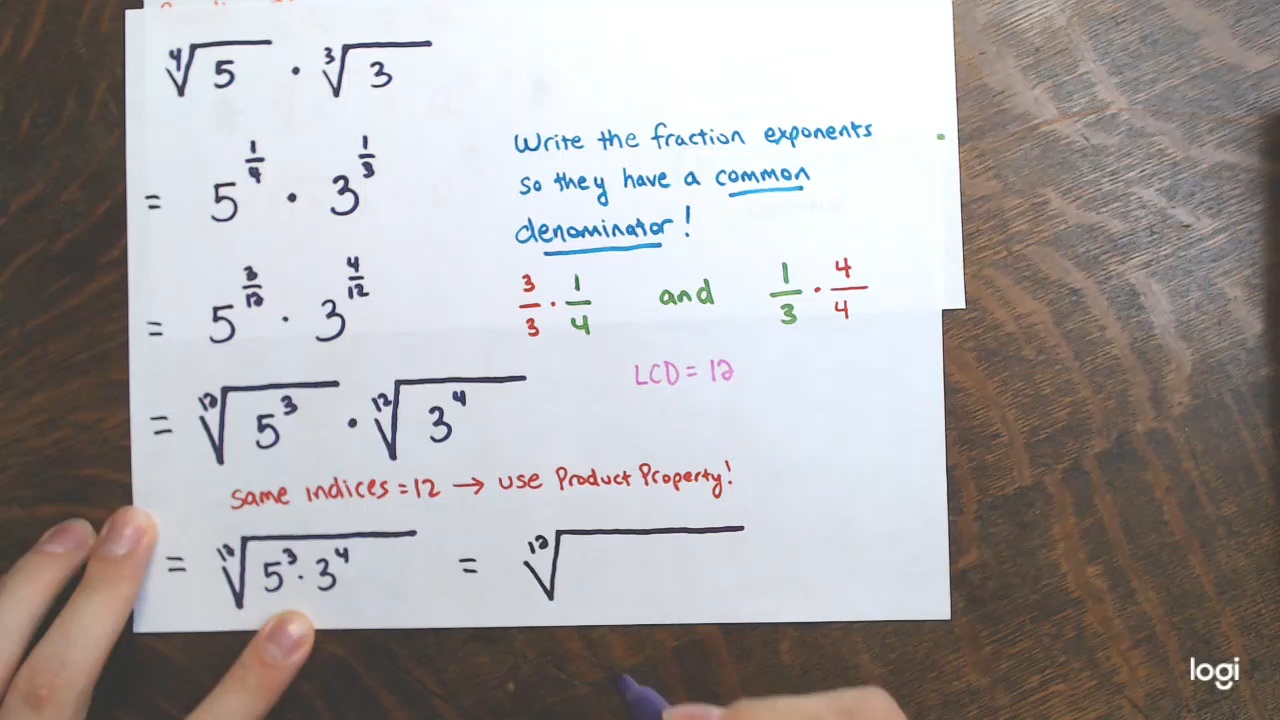 ∜5 · ∛3
= 5^(1/4) · 3^(1/3)
Write the fraction exponents
so they have a common
denominator!
= 5^(3/12) · 3^(4/12)
3/3 · 1/4 and 1/3 · 4/4
LCD = 12
= ¹²√(5³) · ¹²√(3⁴)
same indices = 12 → use Product Property!
= ¹²√(5³ · 3⁴) = ¹²√
logi